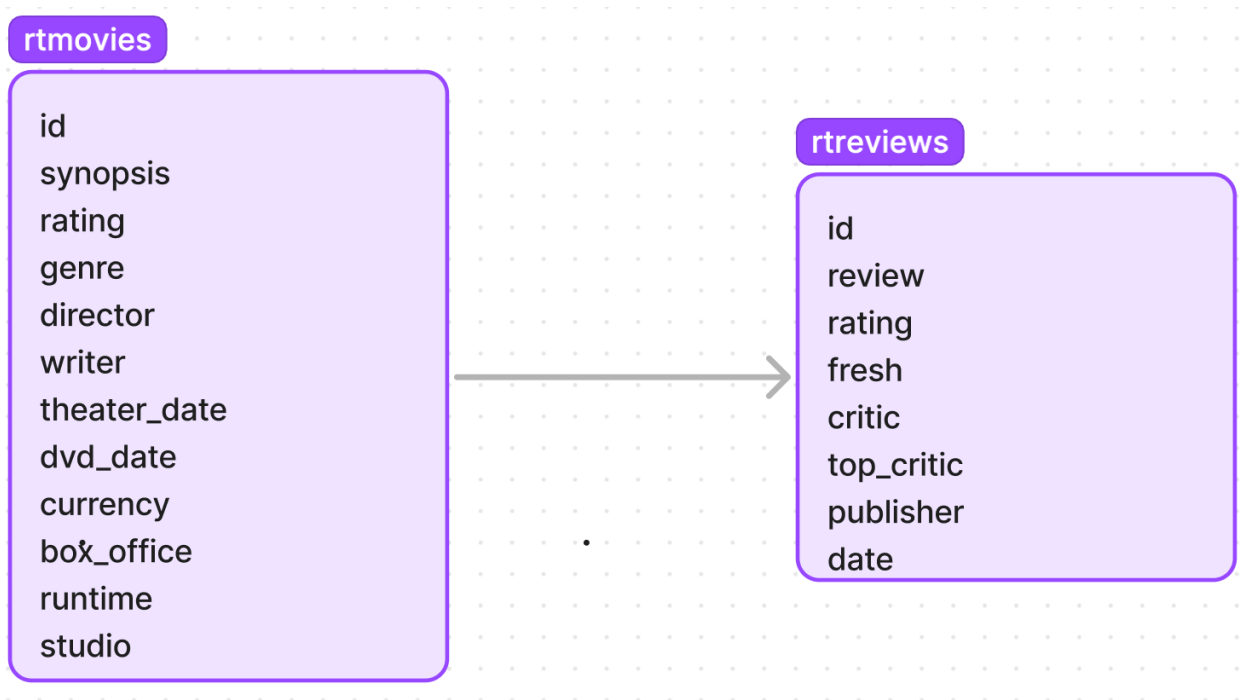 rtmovies
id
synopsis
rating
genre
director
writer
theater_date
dvd_date
currency
box_office
runtime
studio
rtreviews
id
review
rating
fresh
critic
top_critic
publisher
date